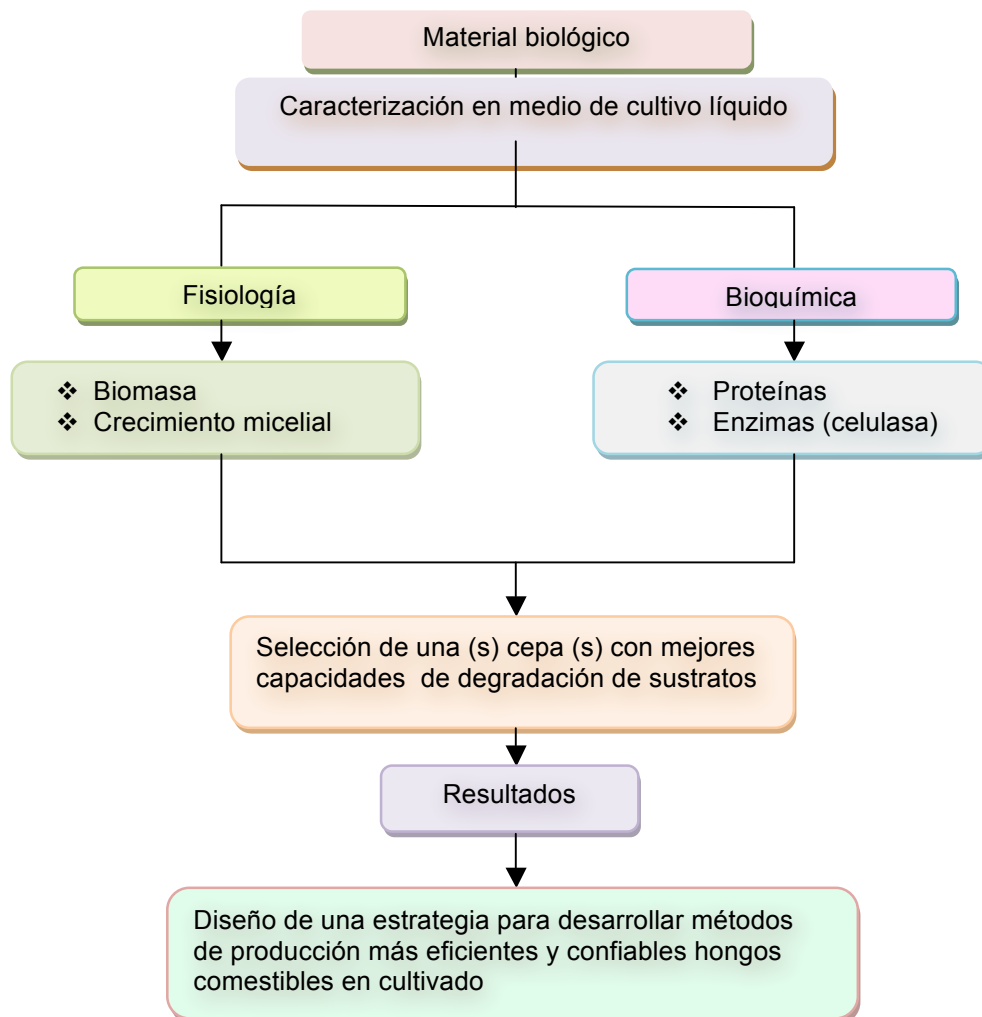 Material biológico
Caracterización en medio de cultivo líquido
Fisiología
Bioquímica
❖ Biomasa
❖ Crecimiento micelial
❖ Proteínas
❖ Enzimas (celulasa)
Selección de una (s) cepa (s) con mejores
capacidades de degradación de sustratos
Resultados
Diseño de una estrategia para desarrollar métodos
de producción más eficientes y confiables hongos
comestibles en cultivado